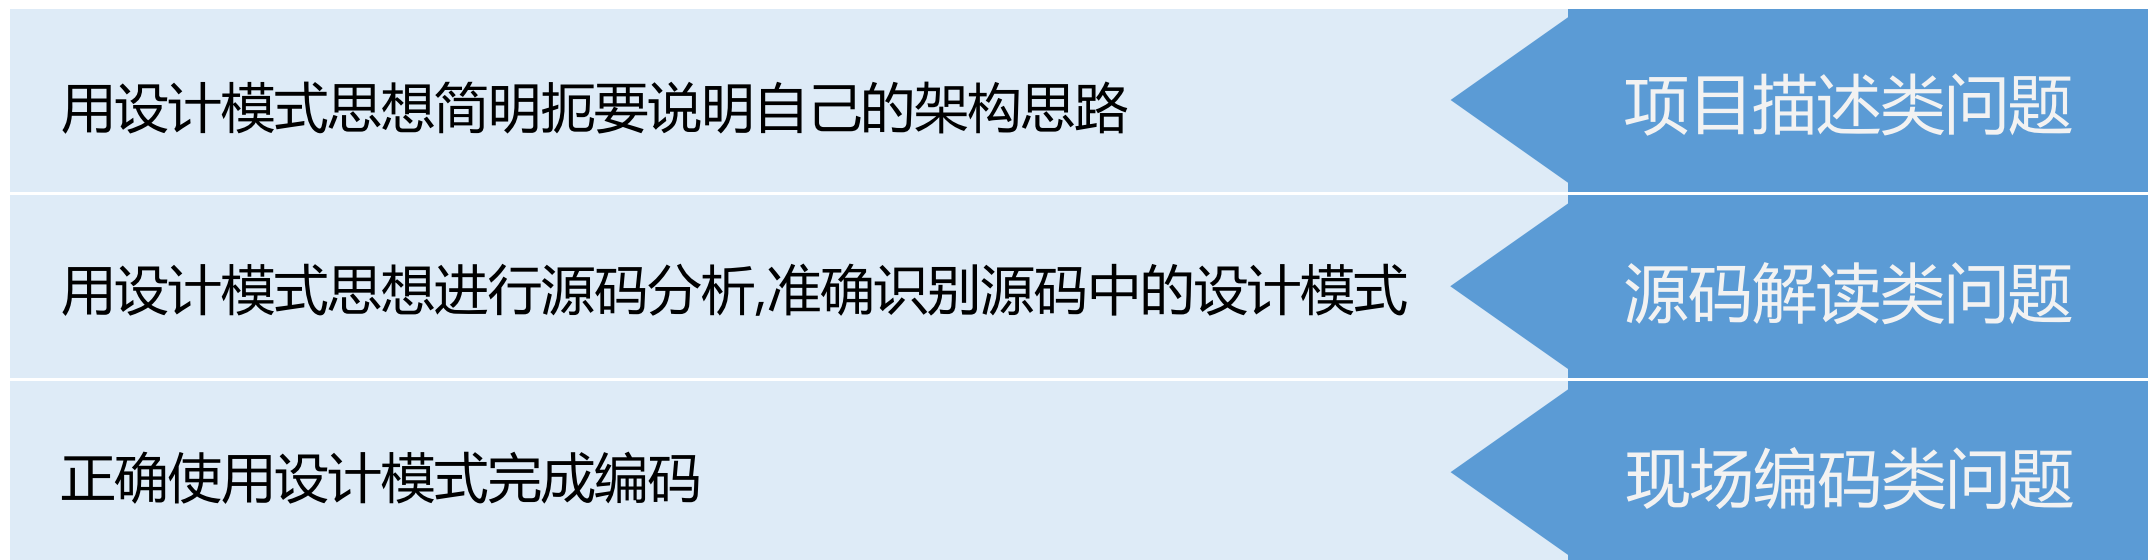 用设计模式思想简明扼要说明自己的架构思路
项目描述类问题
用设计模式思想进行源码分析,准确识别源码中的设计模式
源码解读类问题
正确使用设计模式完成编码
现场编码类问题